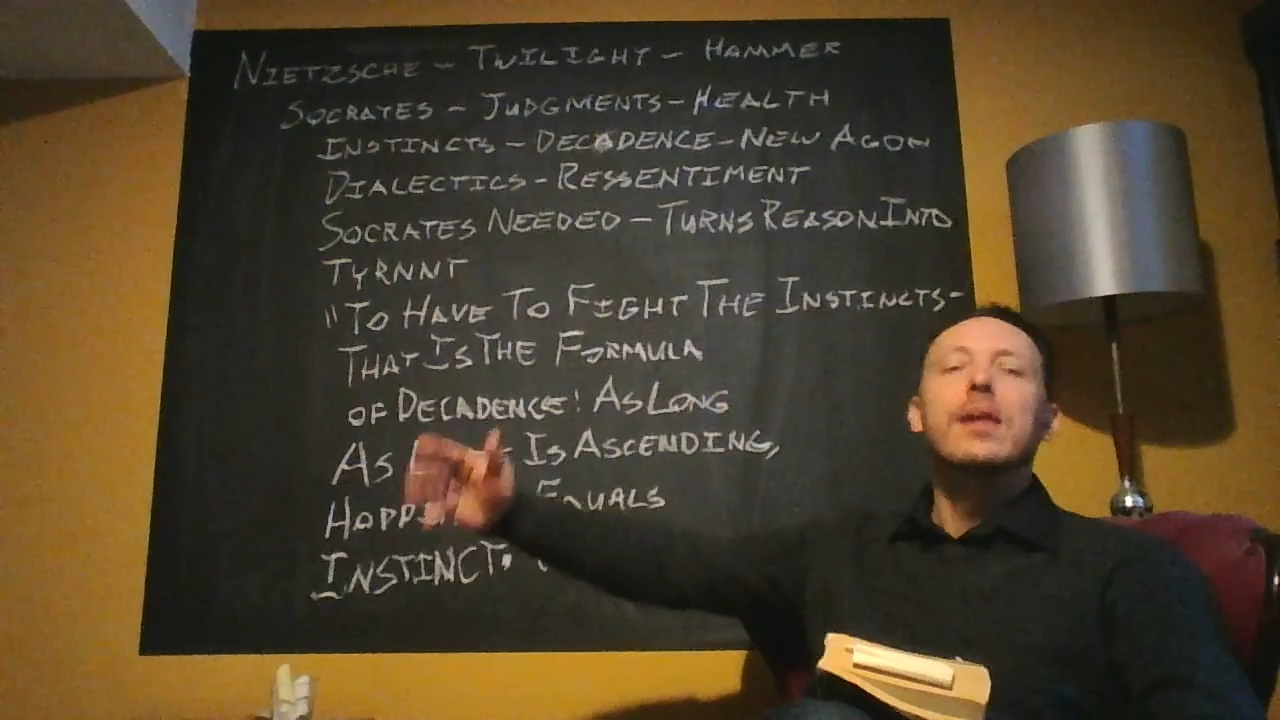 NIETZSCHE - TWILIGHT - HAMMER
SOCRATES - JUDGMENTS - HEALTH
INSTINCTS - DECADENCE - NEW AGON
DIALECTICS - RESSENTIMENT
SOCRATES NEEDED - TURNS REASON INTO
TYRNNT
"TO HAVE TO FIGHT THE INSTINCTS-
THAT IS THE FORMULA
OF DECADENCE: AS LONG
AS IS ASCENDING,
EQUALS
INSTINCT.